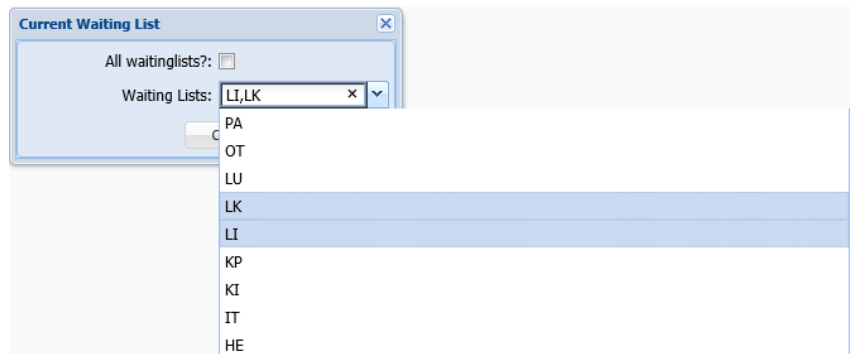 Current Waiting List
All waitinglists?:
Waiting Lists: LI,LK
PA
OT
LU
LK
LI
KP
KI
IT
HE